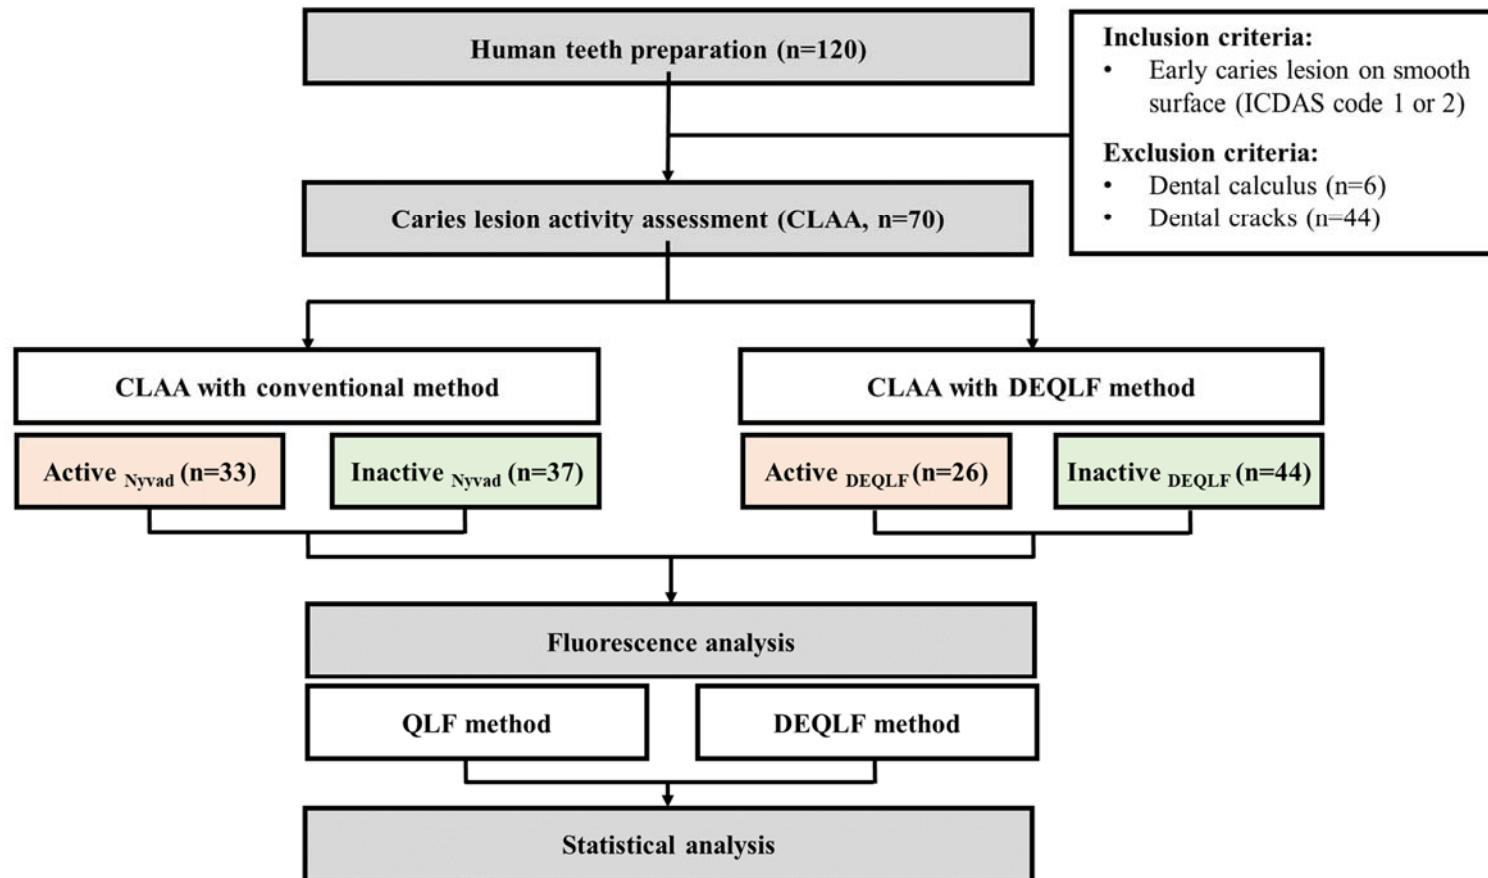 Human teeth preparation (n=120)
Inclusion criteria:
• Early caries lesion on smooth
surface (ICDAS code 1 or 2)
Exclusion criteria:
• Dental calculus (n=6)
• Dental cracks (n=44)
Caries lesion activity assessment (CLAA, n=70)
CLAA with conventional method
CLAA with DEQLF method
Active Nyvad (n=33)
Inactive Nyvad (n=37)
Active DEQLF (n=26)
Inactive DEQLF (n=44)
Fluorescence analysis
QLF method
DEQLF method
Statistical analysis